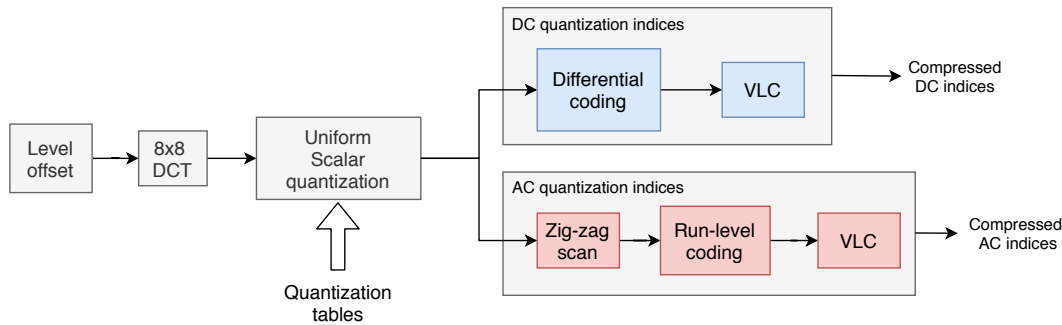 Level
offset
8x8
DCT
Uniform
Scalar
quantization
Quantization
tables
DC quantization indices
Differential
coding
VLC
Compressed
DC indices
AC quantization indices
Zig-zag
scan
Run-level
coding
VLC
Compressed
AC indices